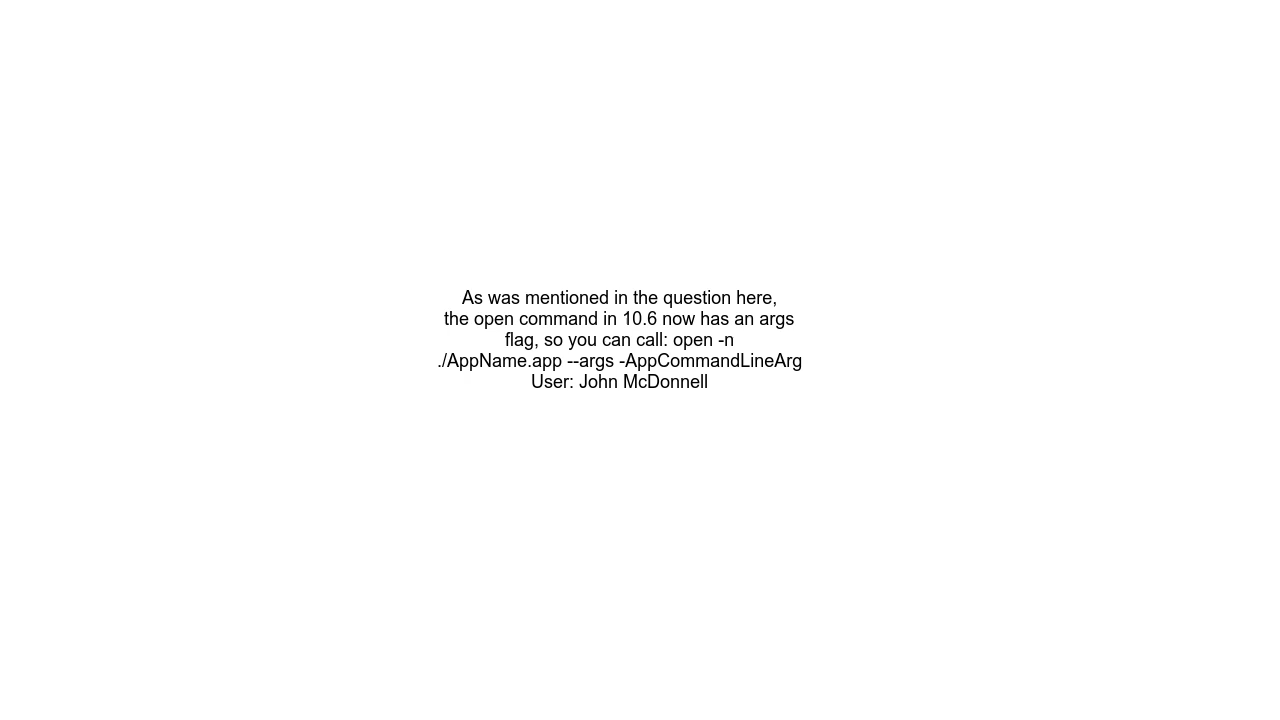 As was mentioned in the question here,
the open command in 10.6 now has an args
flag, so you can call: open -n
./AppName.app --args -AppCommandLineArg
User: John McDonnell